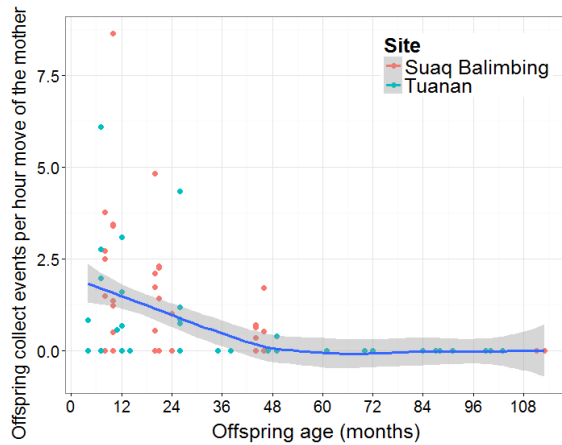 Offspring collect events per hour move of the mother
7.5
5.0
2.5
0.0
Site
Suaq Balimbing
Tuanan
0 12 24 36 48 60 72 84 96 108
Offspring age (months)